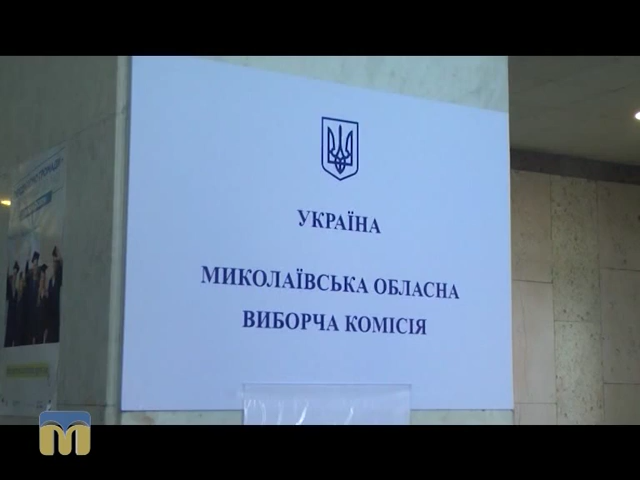 УКРАЇНА
МИКОЛАЇВСЬКА ОБЛАСНА
ВИБОРЧА КОМІСІЯ